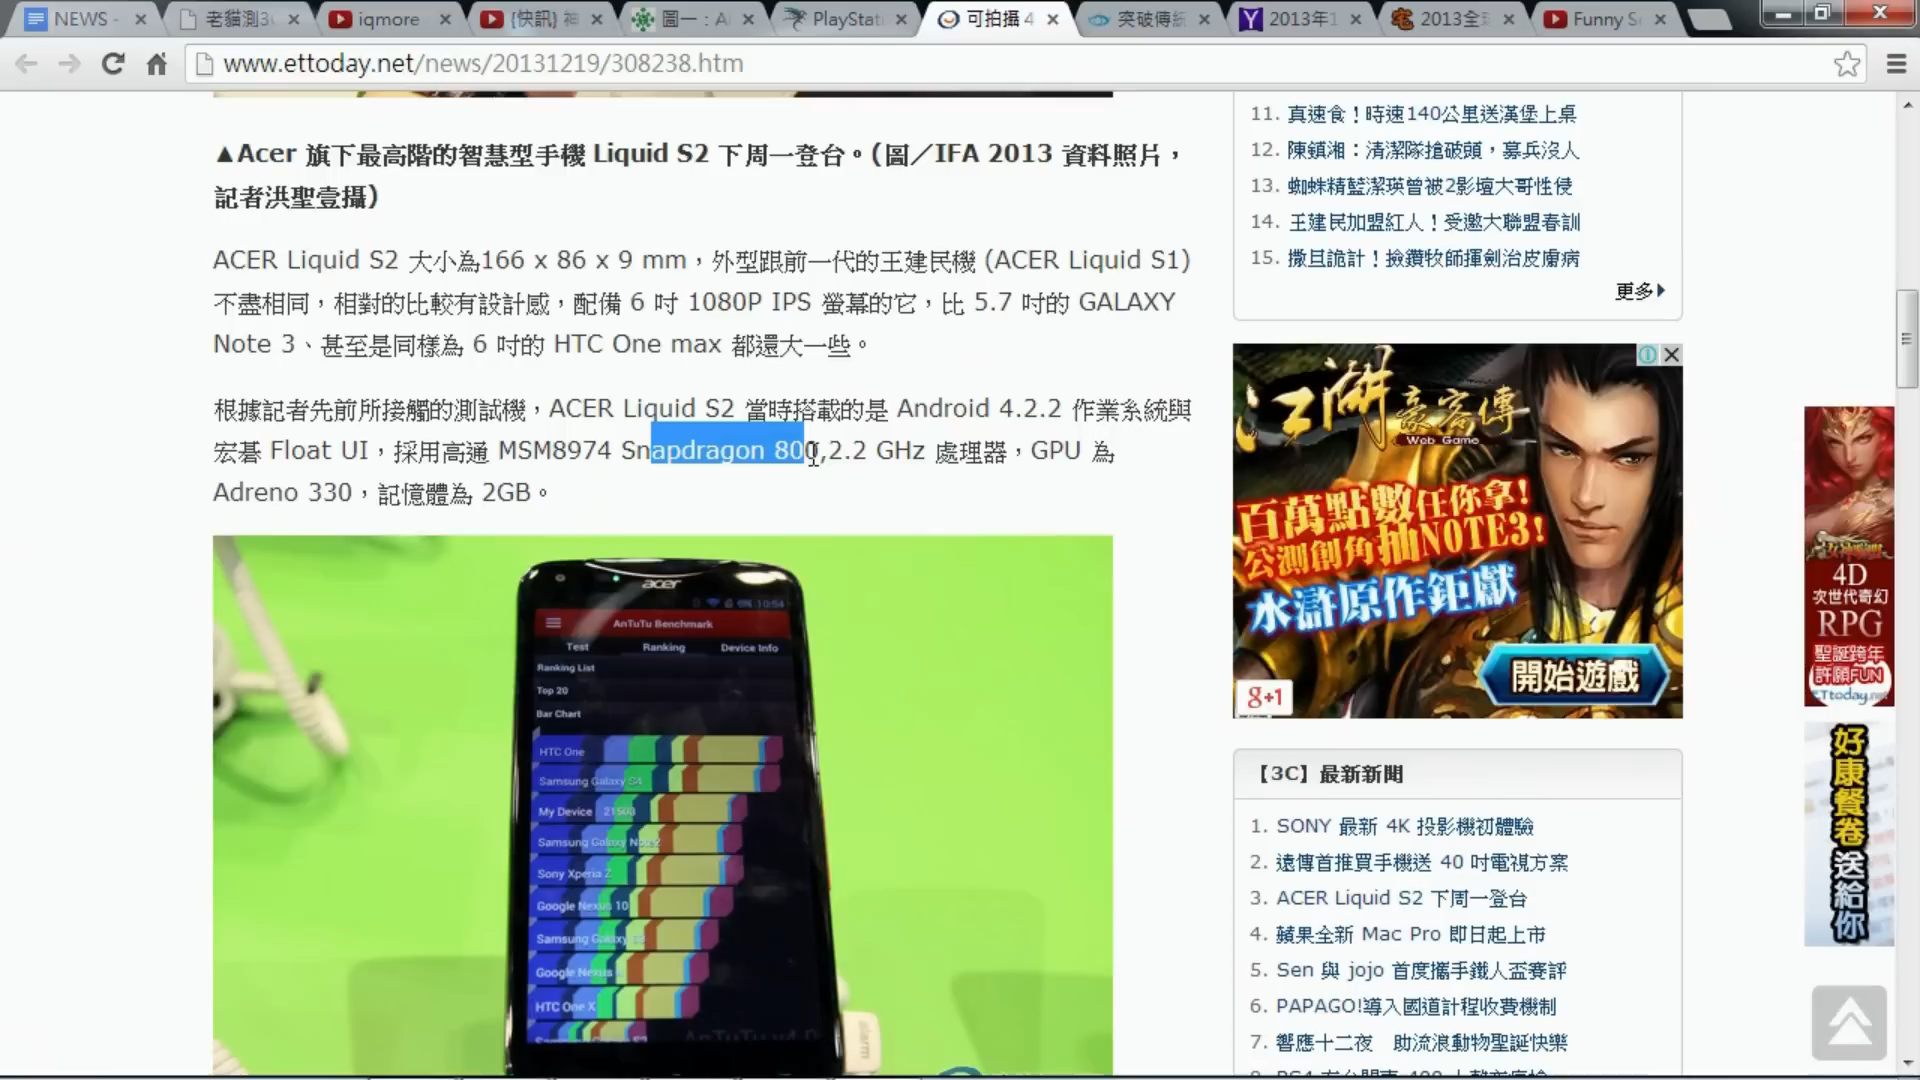 NEWS -
老貓測3
iqmore
(快訊) 神
圖一：Au
PlayStat
可拍攝 4
突破傳統
2013年1
2013全球
Funny S
www.ettoday.net/news/20131219/308238.htm
▲Acer 旗下最高階的智慧型手機 Liquid S2 下周一登台。(圖／IFA 2013 資料照片，
記者洪聖壹攝)
ACER Liquid S2 大小為166 x 86 x 9 mm，外型跟前一代的王建民機 (ACER Liquid S1)
不盡相同，相對的比較有設計感，配備 6 吋 1080P IPS 螢幕的它，比 5.7 吋的 GALAXY
Note 3、甚至是同樣為 6 吋的 HTC One max 都還大一些。
根據記者先前所接觸的測試機，ACER Liquid S2 當時搭載的是 Android 4.2.2 作業系統與
宏碁 Float UI，採用高通 MSM8974 Snapdragon 800,2.2 GHz 處理器，GPU 為
Adreno 330，記憶體為 2GB。
acer
10:54
AnTuTu Benchmark
Test Ranking Device Info
Ranking List
Top 20
Bar Chart
HTC One
Samsung Galaxy S4
My Device 21503
Samsung Galaxy Note2
Sony Xperia Z
Google Nexus 10
Samsung Galaxy
Google Nexus
HTC One X
11. 真速食！時速140公里送漢堡上桌
12. 陳鎮湘：清潔隊搶破頭，募兵沒人
13. 蜘蛛精藍潔瑛曾被2影壇大哥性侵
14. 王建民加盟紅人！受邀大聯盟春訓
15. 撒旦詭計！撿鑽牧師揮劍治皮膚病
更多
江湖豪客傳
Web Game
百萬點數任你拿!
公測創角抽NOTE3!
水滸原作鉅獻
開始遊戲
g+1
【3C】最新新聞
1. SONY 最新 4K 投影機初體驗
2. 遠傳首推買手機送 40 吋電視方案
3. ACER Liquid S2 下周一登台
4. 蘋果全新 Mac Pro 即日起上市
5. Sen 與 jojo 首度攜手鐵人盃賽評
6. PAPAGO!導入國道計程收費機制
7. 響應十二夜 助流浪動物聖誕快樂
4D
次世代奇幻
RPG
聖誕跨年
許願FUN
ETtoday.net
好康餐卷送給你